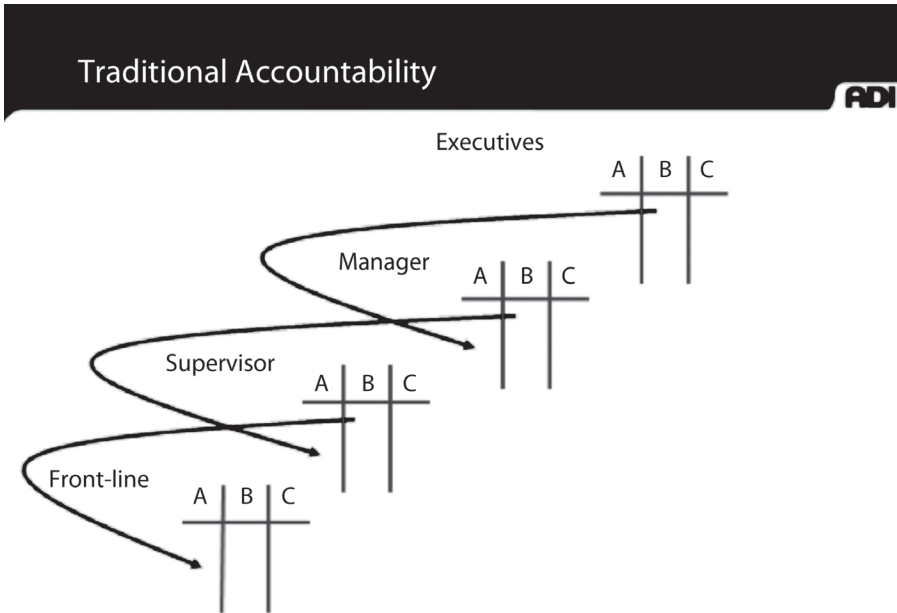 Traditional Accountability
ADI
Executives
A B C
Manager
A B C
Supervisor
A B C
Front-line
A B C